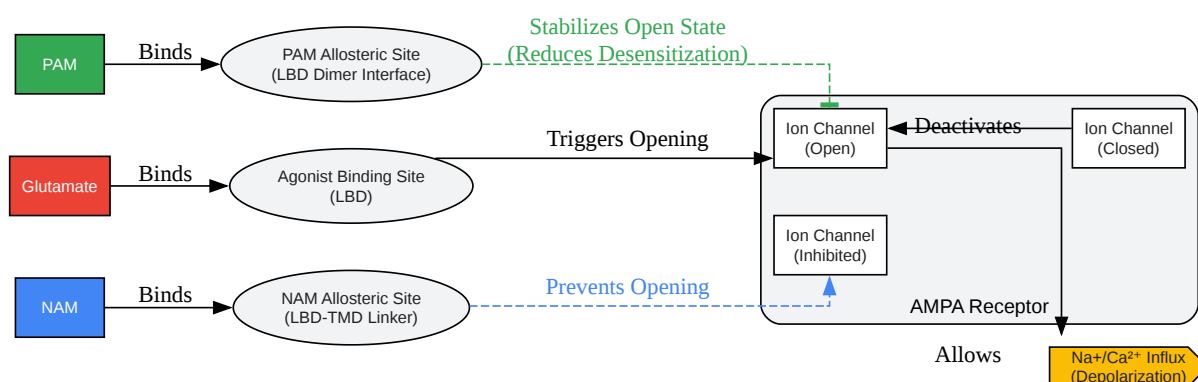 Stabilizes Open State
(Reduces Desensitization)
PAM
Binds
PAM Allosteric Site
(LBD Dimer Interface)
Ion Channel
(Open)
Deactivates
Ion Channel
(Closed)
Triggers Opening
Glutamate
Binds
Agonist Binding Site
(LBD)
Ion Channel
(Inhibited)
Prevents Opening
NAM
Binds
NAM Allosteric Site
(LBD-TMD Linker)
AMPA Receptor
Allows
Na+/Ca²⁺ Influx
(Depolarization)